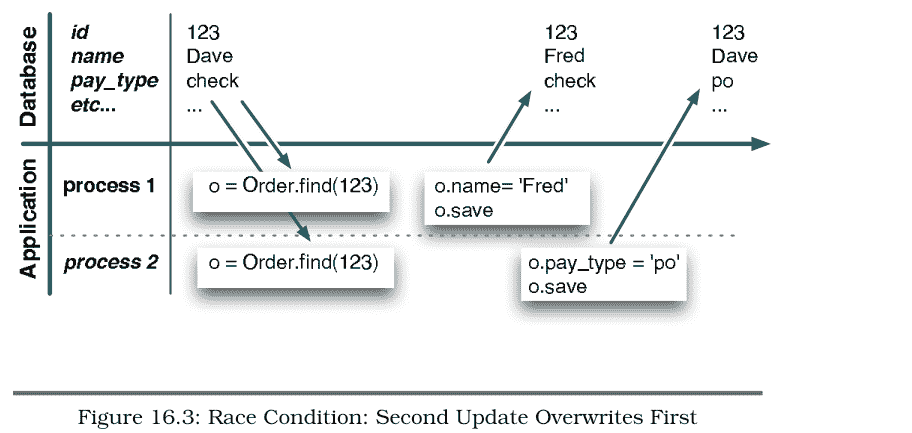 Database
id
name
pay_type
etc...
123
Dave
check
...
123
Fred
check
...
123
Dave
po
...
Application
process 1
o = Order.find(123)
o.name= 'Fred'
o.save
process 2
o = Order.find(123)
o.pay_type = 'po'
o.save
Figure 16.3: Race Condition: Second Update Overwrites First